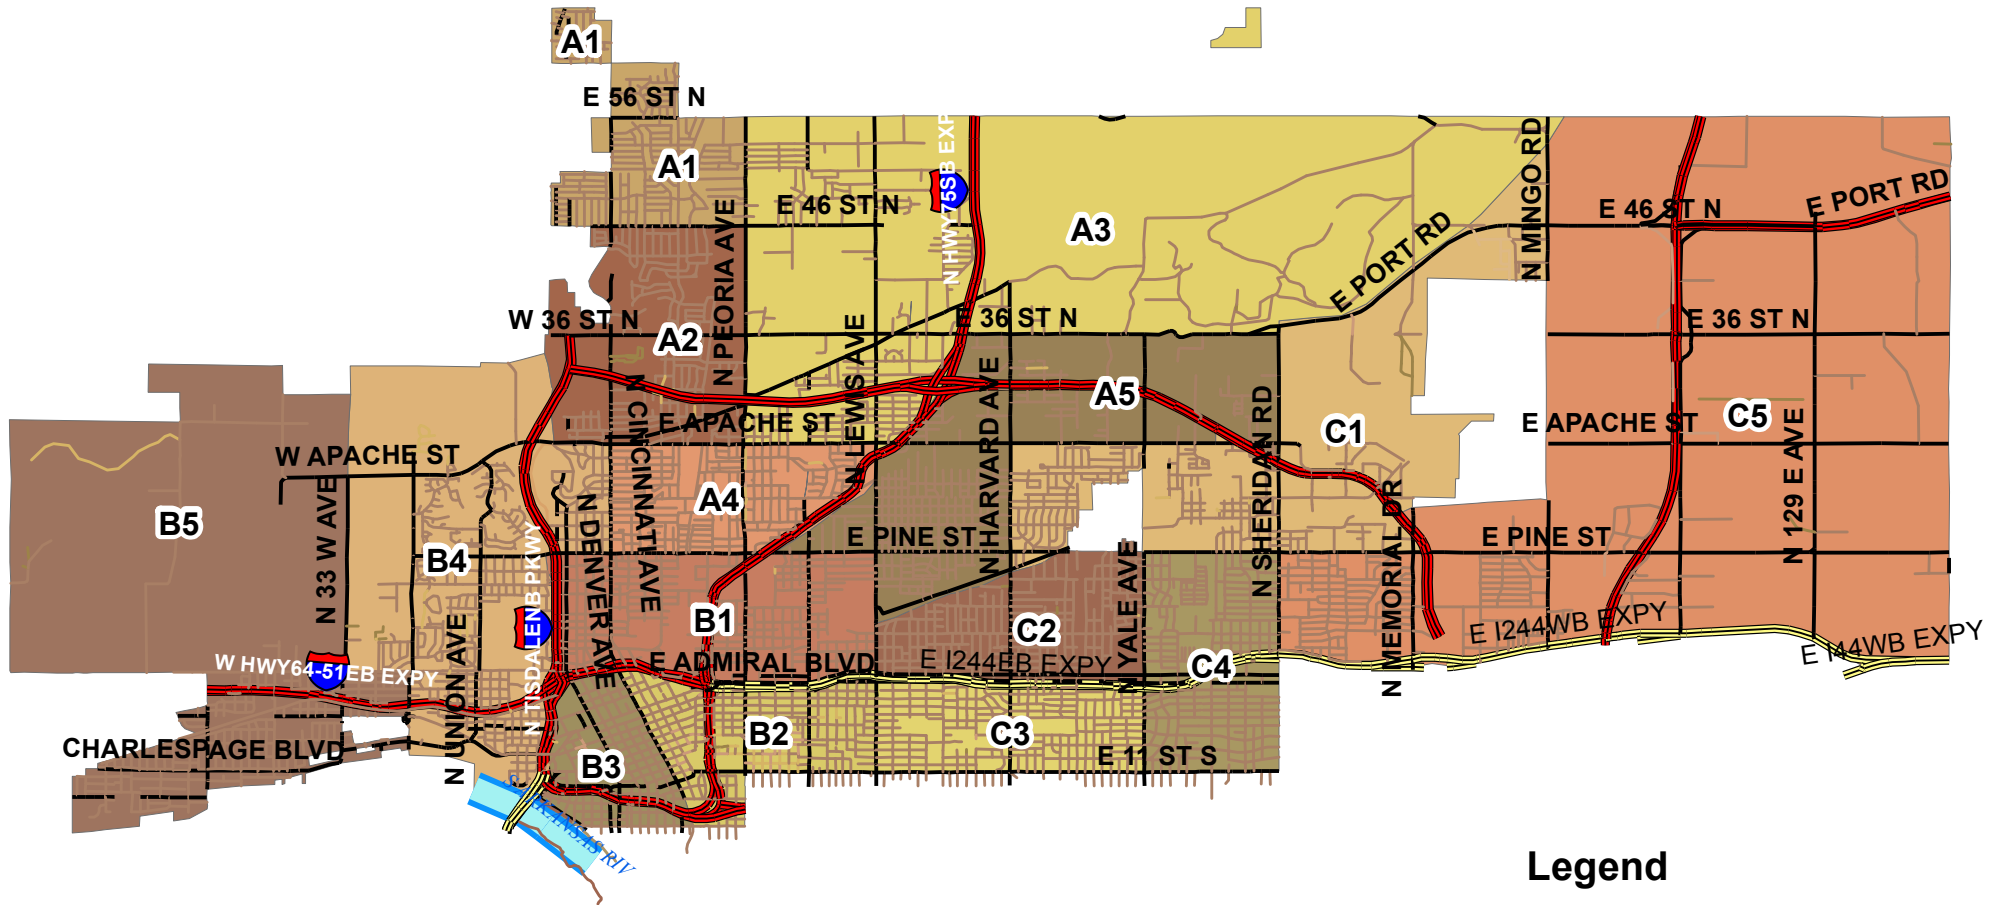 A1
E 56 ST N
A1
N PEORIA AVE
E 46 ST N
N HWY75SB EXP
A3
E PORT RD
N MINGO RD
E 46 ST N
E PORT RD
W 36 ST N
A2
36 ST N
E 36 ST N
N LEWIS AVE
N HARVARD AVE
A5
N SHERIDAN RD
C1
E APACHE ST
C5
N 129 E AVE
W APACHE ST
N CINCINNATI AVE
E APACHE ST
B5
N 33 W AVE
B4
N DENVER AVE
A4
E PINE ST
N MEMORIAL DR
E PINE ST
N TISDALENB PKWY
B1
C2
N YALE AVE
E I244WB EXPY
E I44WB EXPY
W HWY64-51EB EXPY
N UNION AVE
E ADMIRAL BLVD
E I244EB EXPY
C4
CHARLESPAGE BLVD
B3
B2
C3
E 11 ST S
S ARKANSAS RIV
Legend